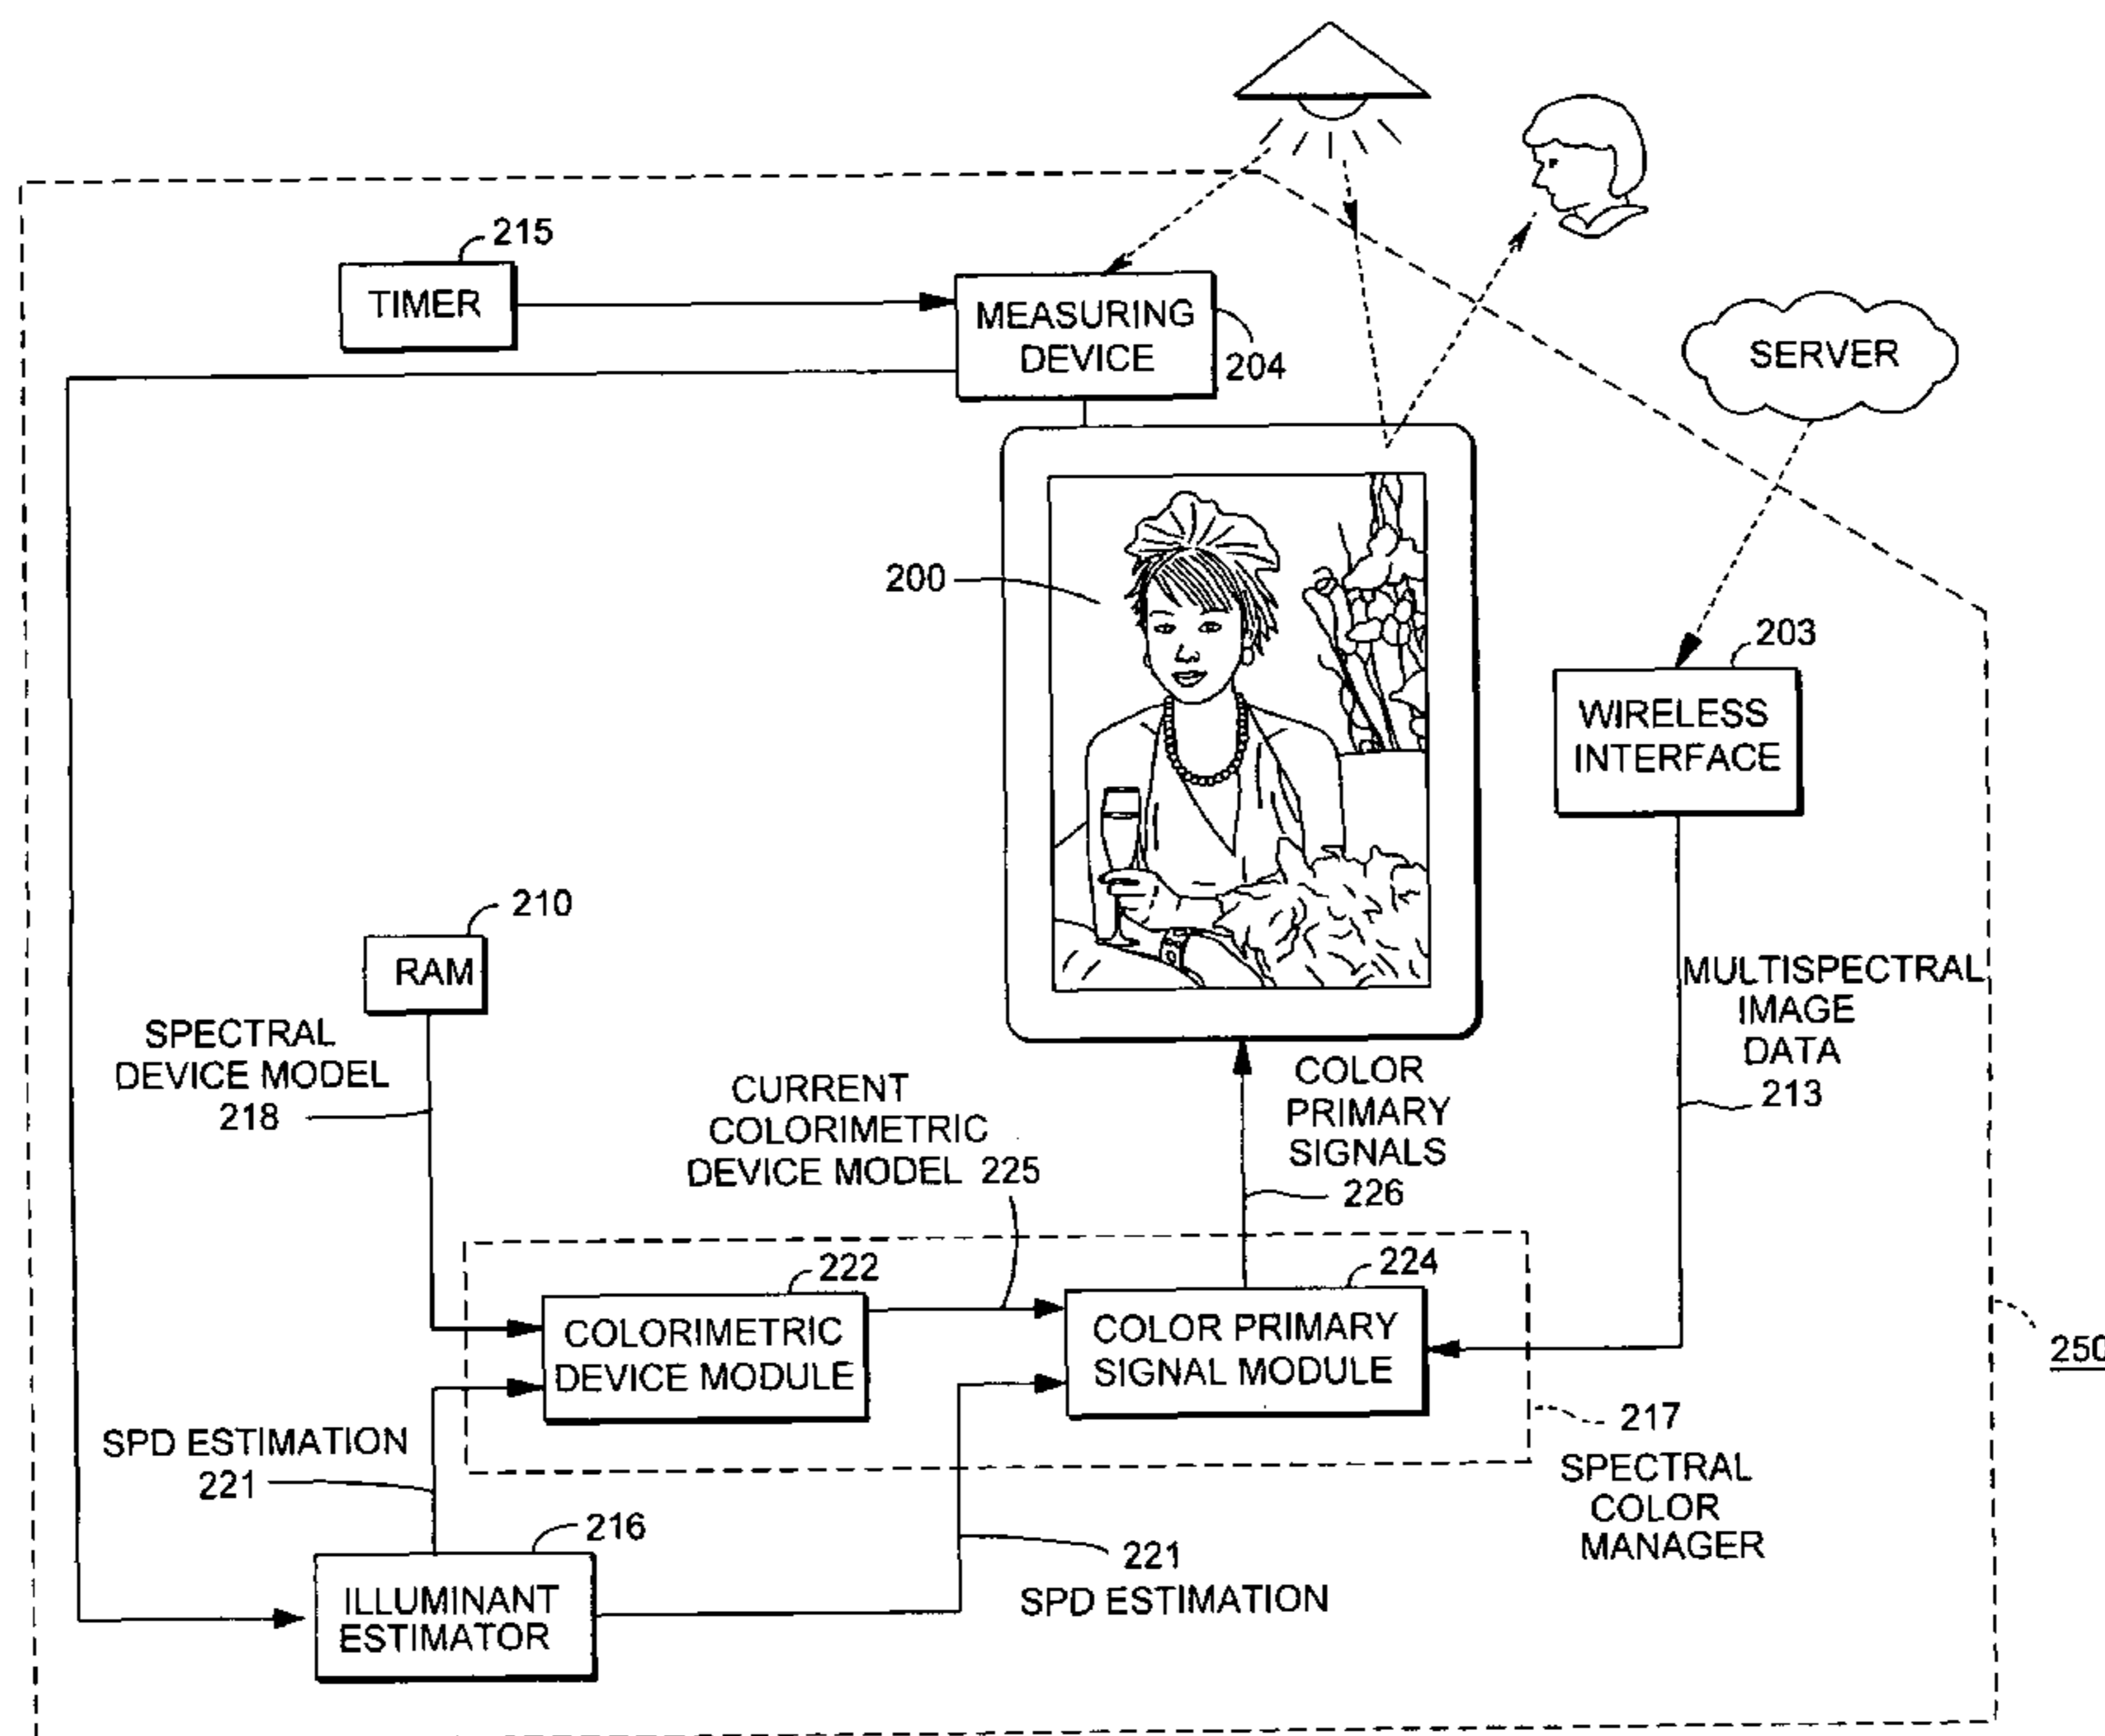 215
TIMER
MEASURING
DEVICE
204
SERVER
200
203
WIRELESS
INTERFACE
210
RAM
MULTISPECTRAL
IMAGE
DATA
213
SPECTRAL
DEVICE MODEL
218
CURRENT
COLORIMETRIC
DEVICE MODEL 225
COLOR
PRIMARY
SIGNALS
226
222
COLORIMETRIC
DEVICE MODULE
224
COLOR PRIMARY
SIGNAL MODULE
250
217
SPECTRAL
COLOR
MANAGER
SPD ESTIMATION
221
216
ILLUMINANT
ESTIMATOR
221
SPD ESTIMATION